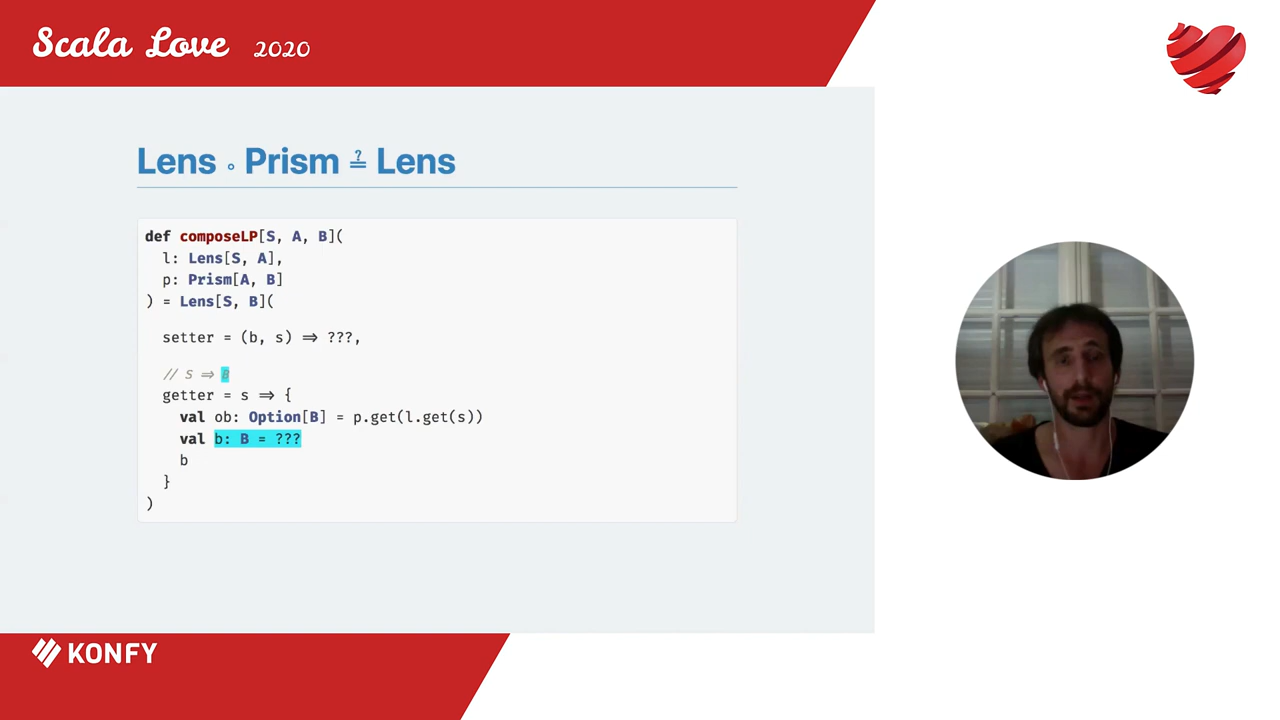 Scala Love 2020
Lens ∘ Prism ≟ Lens
def composeLP[S, A, B](
  l: Lens[S, A],
  p: Prism[A, B]
) = Lens[S, B](
  setter = (b, s) ⇒ ???,
  // S ⇒ B
  getter = s ⇒ {
    val ob: Option[B] = p.get(l.get(s))
    val b: B = ???
    b
  }
)
KONFY